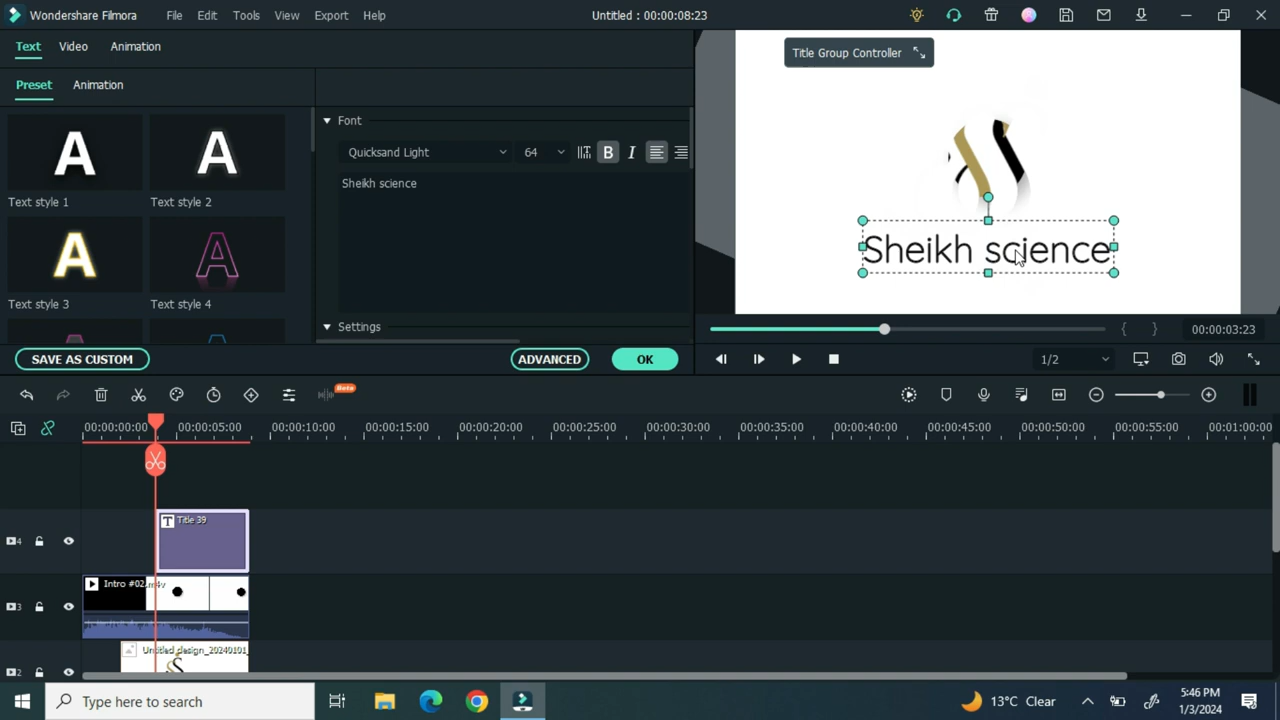 Wondershare Filmora File Edit Tools View Export Help Untitled : 00:00:08:23
Text Video Animation
Preset Animation
Text style 1 Text style 2
Text style 3 Text style 4
Font
Quicksand Light 64 B I
Sheikh science
Settings
SAVE AS CUSTOM ADVANCED OK
Title Group Controller
Sheikh science
00:00:03:23
1/2
Beta
00:00:00:00 00:00:05:00 00:00:10:00 00:00:15:00 00:00:20:00 00:00:25:00 00:00:30:00 00:00:35:00 00:00:40:00 00:00:45:00 00:00:50:00 00:00:55:00 00:01:00:00
4 T Title 39
3 Intro #02.m4v
2 Untitled design_20240101_
Type here to search 13°C Clear 5:46 PM
1/3/2024